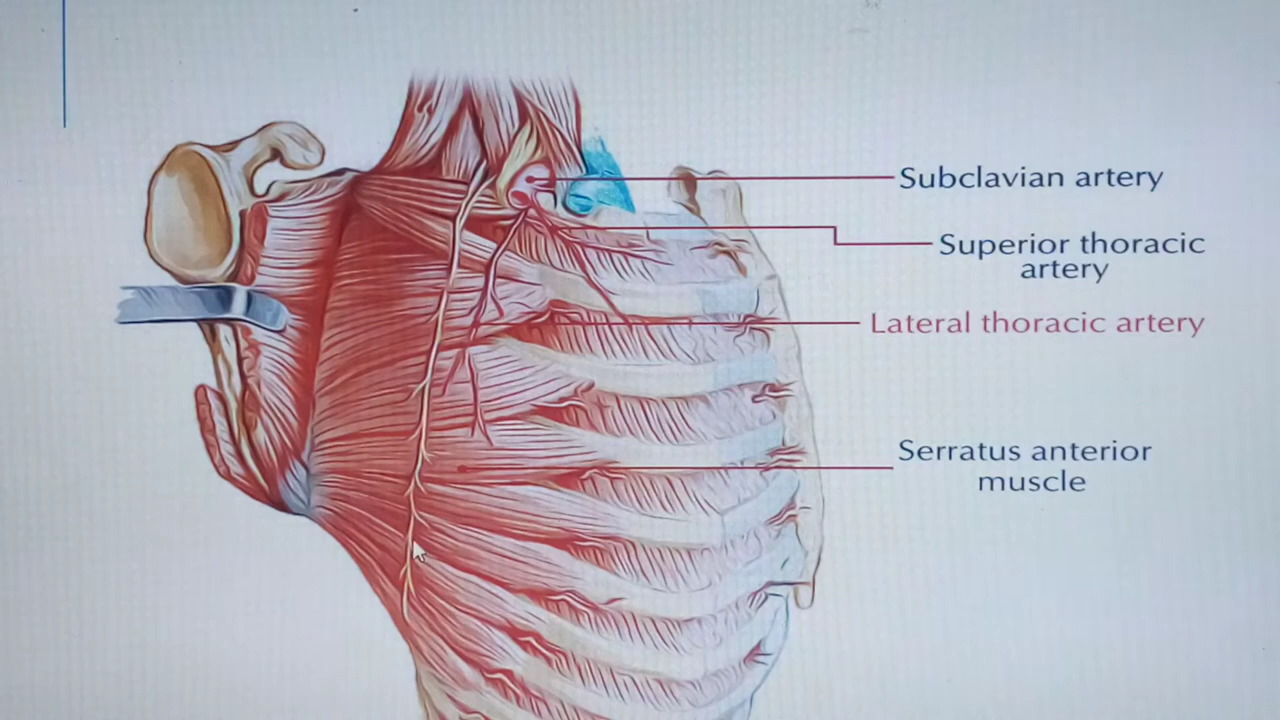 Subclavian artery
Superior thoracic
artery
Lateral thoracic artery
Serratus anterior
muscle